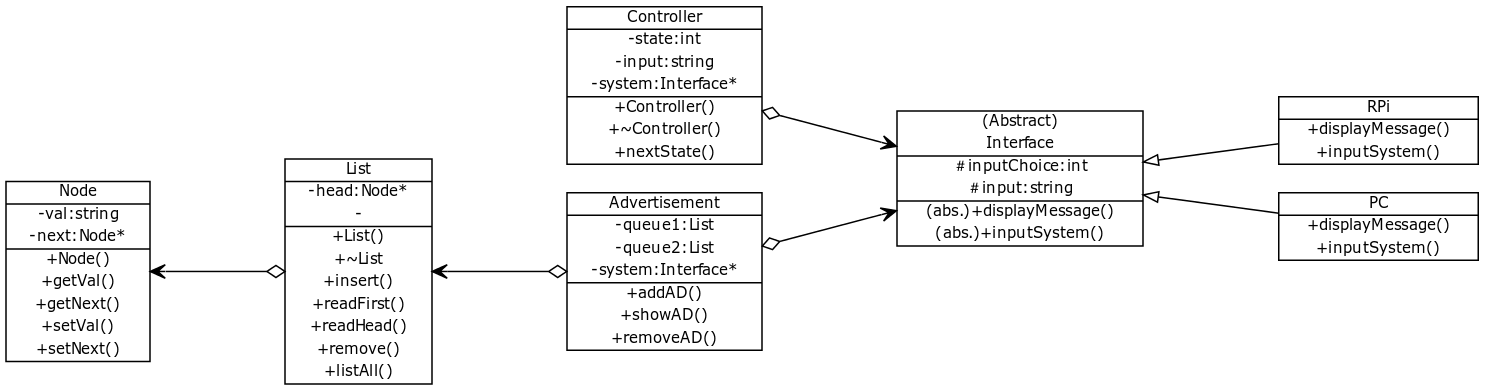 Node
-val:string
-next:Node*
+Node()
+getVal()
+getNext()
+setVal()
+setNext()
List
-head:Node*
-
+List()
+~List
+insert()
+readFirst()
+readHead()
+remove()
+listAll()
Controller
-state:int
-input:string
-system:Interface*
+Controller()
+~Controller()
+nextState()
Advertisement
-queue1:List
-queue2:List
-system:Interface*
+addAD()
+showAD()
+removeAD()
(Abstract)
Interface
#inputChoice:int
#input:string
(abs.)+displayMessage()
(abs.)+inputSystem()
RPi
+displayMessage()
+inputSystem()
PC
+displayMessage()
+inputSystem()